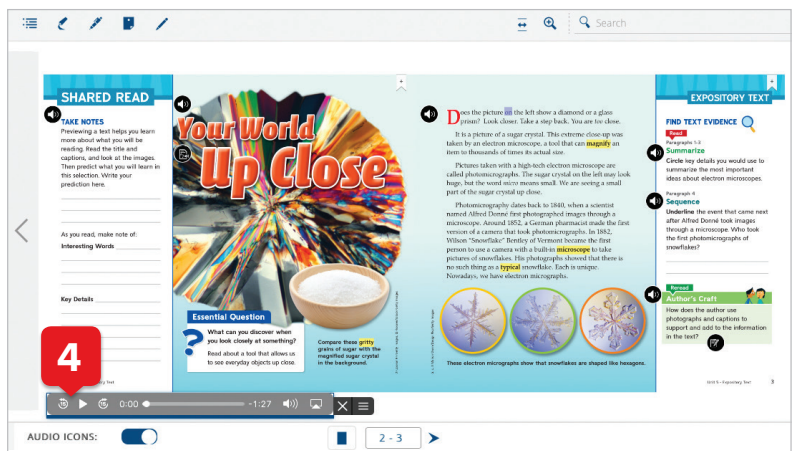 Search
SHARED READ
TAKE NOTES
Previewing a text helps you learn
more about what you will be
reading. Read the title and
captions, and look at the images.
Then predict what you will learn in
this selection. Write your
prediction here.
As you read, make note of:
Interesting Words
Key Details
4
Text
Your World
Up Close
Essential Question
?
What can you discover when
you look closely at something?
Read about a tool that allows us
to see everyday objects up close.
Compare these gritty
grains of sugar with the
magnified sugar crystal
in the background.
Does the picture on the left show a diamond or a glass
prism? Look closer. Take a step back. You are too close.
It is a picture of a sugar crystal. This extreme close-up was
taken by an electron microscope, a tool that can magnify an
item to thousands of times its actual size.
Pictures taken with a high-tech electron microscope are
called photomicrographs. The sugar crystal on the left may look
huge, but the word micro means small. We are seeing a small
part of the sugar crystal up close.
Photomicrography dates back to 1840, when a scientist
named Alfred Donné first photographed images through a
microscope. Around 1852, a German pharmacist made the first
version of a camera that took photomicrographs. In 1882,
Wilson "Snowflake" Bentley of Vermont became the first
person to use a camera with a built-in microscope to take
pictures of snowflakes. His photographs showed that there is
no such thing as a typical snowflake. Each is unique.
Nowadays, we have electron micrographs.
These electron micrographs show that snowflakes are shaped like hexagons.
EXPOSITORY TEXT
FIND TEXT EVIDENCE
Read
Paragraphs 1-3
Summarize
Circle key details you would use to
summarize the most important
ideas about electron microscopes.
Paragraph 4
Sequence
Underline the event that came next
after Alfred Donné took images
through a microscope. Who took
the first photomicrographs of
snowflakes?
Reread
Author's Craft
How does the author use
photographs and captions to
support and add to the information
in the text?
Unit 5 - Expository Text 3
15 15 0:00 -1:27
AUDIO ICONS:
2 - 3